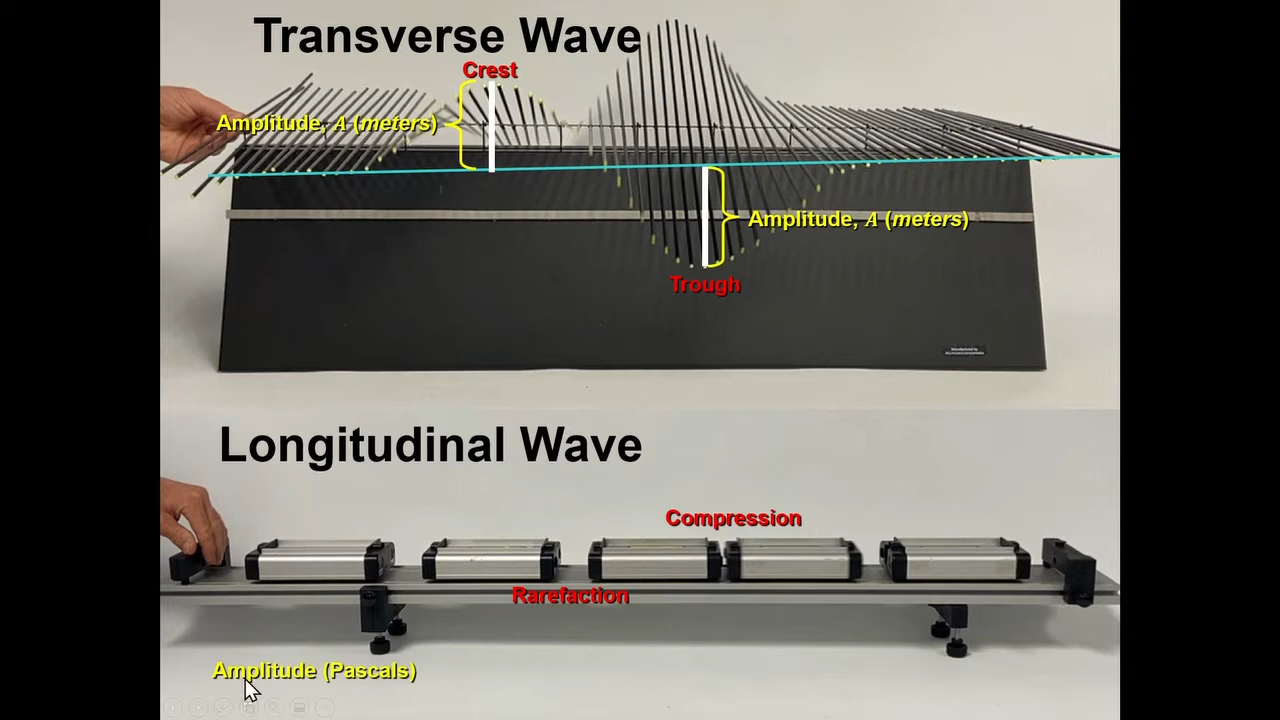 Transverse Wave
Crest
Amplitude, A (meters)
Amplitude, A (meters)
Trough
Longitudinal Wave
Compression
Rarefaction
Amplitude (Pascals)